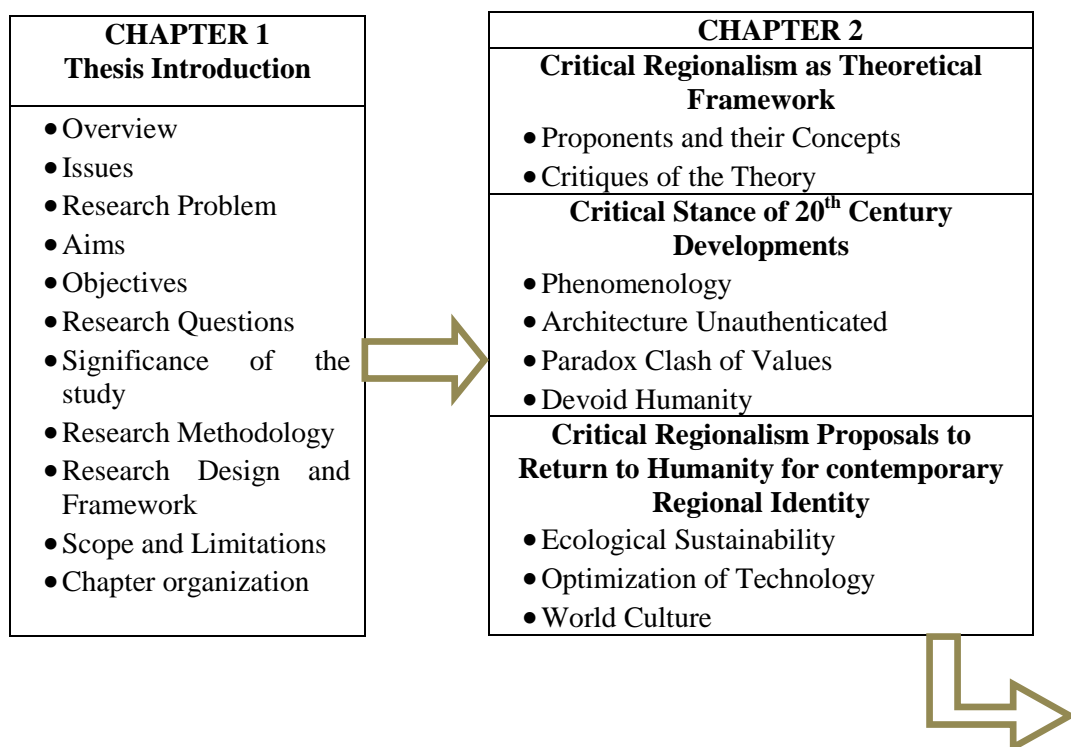 CHAPTER 1
Thesis Introduction
• Overview
• Issues
• Research Problem
• Aims
• Objectives
• Research Questions
• Significance of the
study
• Research Methodology
• Research Design and
Framework
• Scope and Limitations
• Chapter organization
CHAPTER 2
Critical Regionalism as Theoretical
Framework
• Proponents and their Concepts
• Critiques of the Theory
Critical Stance of 20th Century
Developments
• Phenomenology
• Architecture Unauthenticated
• Paradox Clash of Values
• Devoid Humanity
Critical Regionalism Proposals to
Return to Humanity for contemporary
Regional Identity
• Ecological Sustainability
• Optimization of Technology
• World Culture